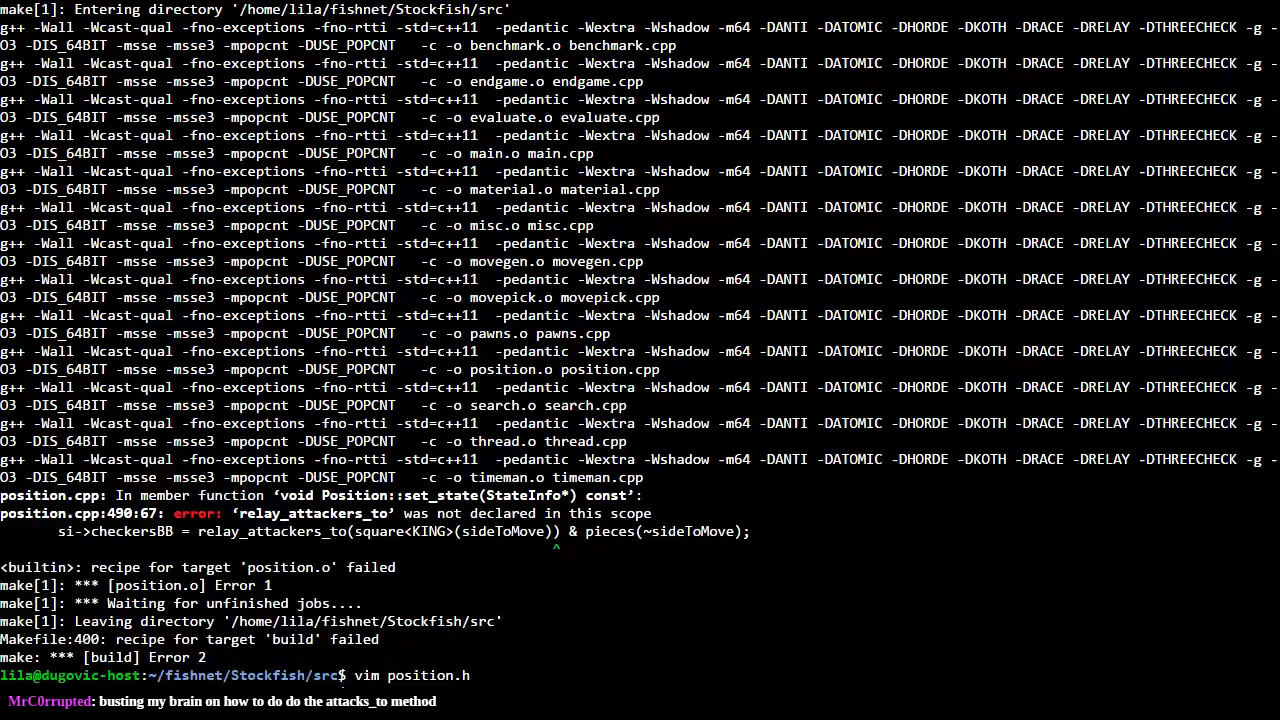 make[1]: Entering directory '/home/lila/fishnet/Stockfish/src'
g++ -Wall -Wcast-qual -fno-exceptions -fno-rtti -std=c++11  -pedantic -Wextra -Wshadow -m64 -DANTI -DATOMIC -DHORDE -DKOTH -DRACE -DRELAY -DTHREECHECK -g -
O3 -DIS_64BIT -msse -msse3 -mpopcnt -DUSE_POPCNT   -c -o benchmark.o benchmark.cpp
g++ -Wall -Wcast-qual -fno-exceptions -fno-rtti -std=c++11  -pedantic -Wextra -Wshadow -m64 -DANTI -DATOMIC -DHORDE -DKOTH -DRACE -DRELAY -DTHREECHECK -g -
O3 -DIS_64BIT -msse -msse3 -mpopcnt -DUSE_POPCNT   -c -o endgame.o endgame.cpp
g++ -Wall -Wcast-qual -fno-exceptions -fno-rtti -std=c++11  -pedantic -Wextra -Wshadow -m64 -DANTI -DATOMIC -DHORDE -DKOTH -DRACE -DRELAY -DTHREECHECK -g -
O3 -DIS_64BIT -msse -msse3 -mpopcnt -DUSE_POPCNT   -c -o evaluate.o evaluate.cpp
g++ -Wall -Wcast-qual -fno-exceptions -fno-rtti -std=c++11  -pedantic -Wextra -Wshadow -m64 -DANTI -DATOMIC -DHORDE -DKOTH -DRACE -DRELAY -DTHREECHECK -g -
O3 -DIS_64BIT -msse -msse3 -mpopcnt -DUSE_POPCNT   -c -o main.o main.cpp
g++ -Wall -Wcast-qual -fno-exceptions -fno-rtti -std=c++11  -pedantic -Wextra -Wshadow -m64 -DANTI -DATOMIC -DHORDE -DKOTH -DRACE -DRELAY -DTHREECHECK -g -
O3 -DIS_64BIT -msse -msse3 -mpopcnt -DUSE_POPCNT   -c -o material.o material.cpp
g++ -Wall -Wcast-qual -fno-exceptions -fno-rtti -std=c++11  -pedantic -Wextra -Wshadow -m64 -DANTI -DATOMIC -DHORDE -DKOTH -DRACE -DRELAY -DTHREECHECK -g -
O3 -DIS_64BIT -msse -msse3 -mpopcnt -DUSE_POPCNT   -c -o misc.o misc.cpp
g++ -Wall -Wcast-qual -fno-exceptions -fno-rtti -std=c++11  -pedantic -Wextra -Wshadow -m64 -DANTI -DATOMIC -DHORDE -DKOTH -DRACE -DRELAY -DTHREECHECK -g -
O3 -DIS_64BIT -msse -msse3 -mpopcnt -DUSE_POPCNT   -c -o movegen.o movegen.cpp
g++ -Wall -Wcast-qual -fno-exceptions -fno-rtti -std=c++11  -pedantic -Wextra -Wshadow -m64 -DANTI -DATOMIC -DHORDE -DKOTH -DRACE -DRELAY -DTHREECHECK -g -
O3 -DIS_64BIT -msse -msse3 -mpopcnt -DUSE_POPCNT   -c -o movepick.o movepick.cpp
g++ -Wall -Wcast-qual -fno-exceptions -fno-rtti -std=c++11  -pedantic -Wextra -Wshadow -m64 -DANTI -DATOMIC -DHORDE -DKOTH -DRACE -DRELAY -DTHREECHECK -g -
O3 -DIS_64BIT -msse -msse3 -mpopcnt -DUSE_POPCNT   -c -o pawns.o pawns.cpp
g++ -Wall -Wcast-qual -fno-exceptions -fno-rtti -std=c++11  -pedantic -Wextra -Wshadow -m64 -DANTI -DATOMIC -DHORDE -DKOTH -DRACE -DRELAY -DTHREECHECK -g -
O3 -DIS_64BIT -msse -msse3 -mpopcnt -DUSE_POPCNT   -c -o position.o position.cpp
g++ -Wall -Wcast-qual -fno-exceptions -fno-rtti -std=c++11  -pedantic -Wextra -Wshadow -m64 -DANTI -DATOMIC -DHORDE -DKOTH -DRACE -DRELAY -DTHREECHECK -g -
O3 -DIS_64BIT -msse -msse3 -mpopcnt -DUSE_POPCNT   -c -o search.o search.cpp
g++ -Wall -Wcast-qual -fno-exceptions -fno-rtti -std=c++11  -pedantic -Wextra -Wshadow -m64 -DANTI -DATOMIC -DHORDE -DKOTH -DRACE -DRELAY -DTHREECHECK -g -
O3 -DIS_64BIT -msse -msse3 -mpopcnt -DUSE_POPCNT   -c -o thread.o thread.cpp
g++ -Wall -Wcast-qual -fno-exceptions -fno-rtti -std=c++11  -pedantic -Wextra -Wshadow -m64 -DANTI -DATOMIC -DHORDE -DKOTH -DRACE -DRELAY -DTHREECHECK -g -
O3 -DIS_64BIT -msse -msse3 -mpopcnt -DUSE_POPCNT   -c -o timeman.o timeman.cpp
position.cpp: In member function ‘void Position::set_state(StateInfo*) const’:
position.cpp:490:67: error: ‘relay_attackers_to’ was not declared in this scope
       si->checkersBB = relay_attackers_to(square<KING>(sideToMove)) & pieces(~sideToMove);
                                                                   ^
<builtin>: recipe for target 'position.o' failed
make[1]: *** [position.o] Error 1
make[1]: *** Waiting for unfinished jobs....
make[1]: Leaving directory '/home/lila/fishnet/Stockfish/src'
Makefile:400: recipe for target 'build' failed
make: *** [build] Error 2
lila@dugovic-host:~/fishnet/Stockfish/src$ vim position.h
MrC0rrupted: busting my brain on how to do do the attacks_to method